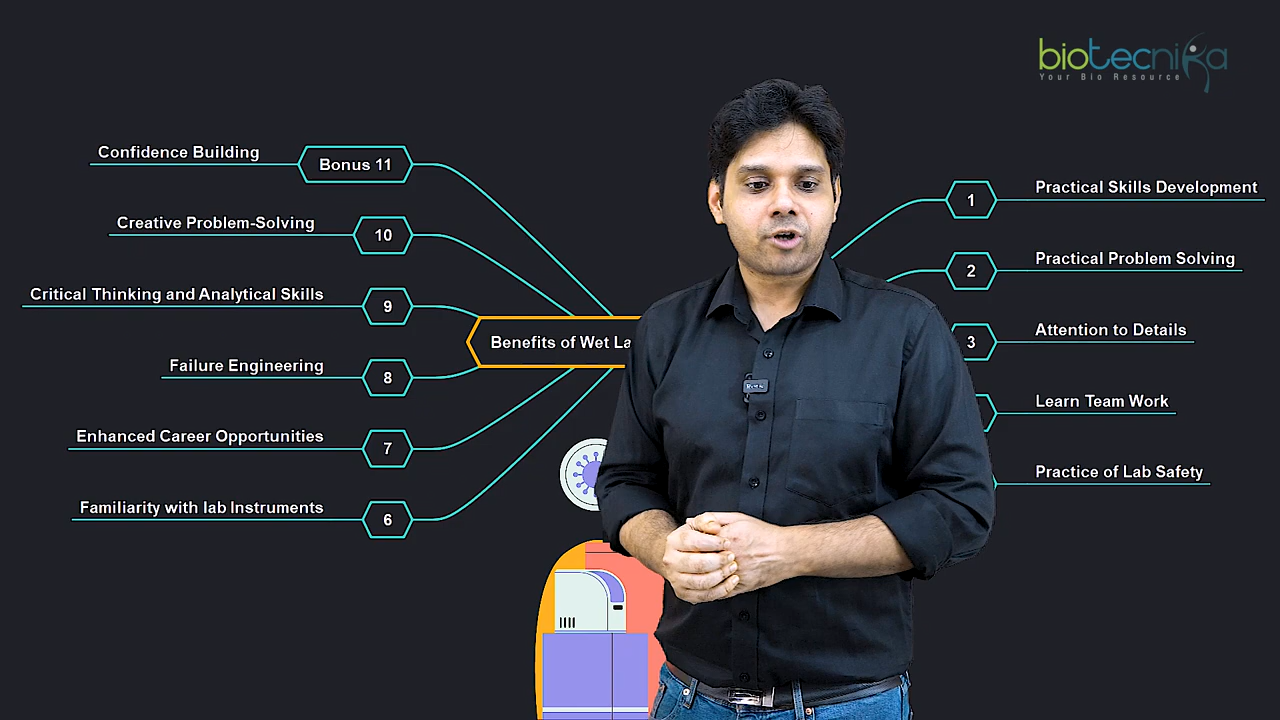 biotecnika
Your Bio Resource
Confidence Building
Bonus 11
Creative Problem-Solving
10
Critical Thinking and Analytical Skills
9
Failure Engineering
8
Enhanced Career Opportunities
7
Familiarity with lab Instruments
6
Benefits of Wet La
1
Practical Skills Development
2
Practical Problem Solving
3
Attention to Details
Learn Team Work
Practice of Lab Safety